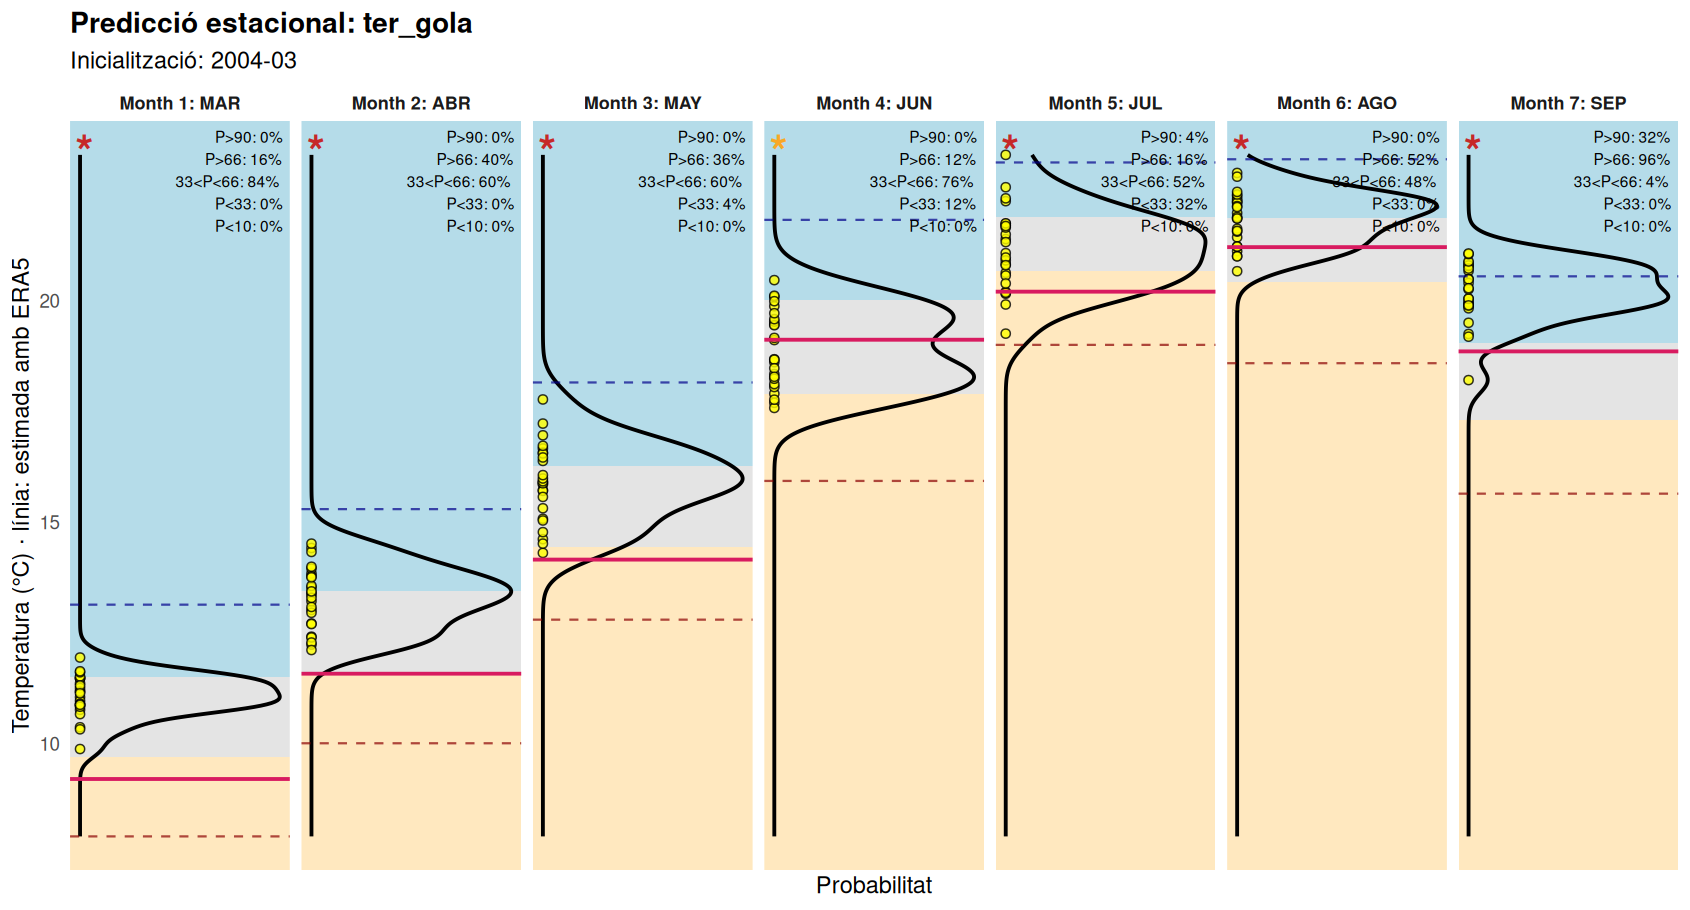 Predicció estacional: ter_gola
Inicialització: 2004-03
Month 1: MAR
Month 2: ABR
Month 3: MAY
Month 4: JUN
Month 5: JUL
Month 6: AGO
Month 7: SEP
*
P>90: 0%
P>66: 16%
33<P<66: 84%
P<33: 0%
P<10: 0%
*
P>90: 0%
P>66: 40%
33<P<66: 60%
P<33: 0%
P<10: 0%
*
P>90: 0%
P>66: 36%
33<P<66: 60%
P<33: 4%
P<10: 0%
*
P>90: 0%
P>66: 12%
33<P<66: 76%
P<33: 12%
P<10: 0%
*
P>90: 4%
P>66: 16%
33<P<66: 52%
P<33: 32%
P<10: 0%
*
P>90: 0%
P>66: 52%
33<P<66: 48%
P<33: 0%
P<10: 0%
*
P>90: 32%
P>66: 96%
33<P<66: 4%
P<33: 0%
P<10: 0%
20
15
10
Temperatura (°C) · línia: estimada amb ERA5
Probabilitat